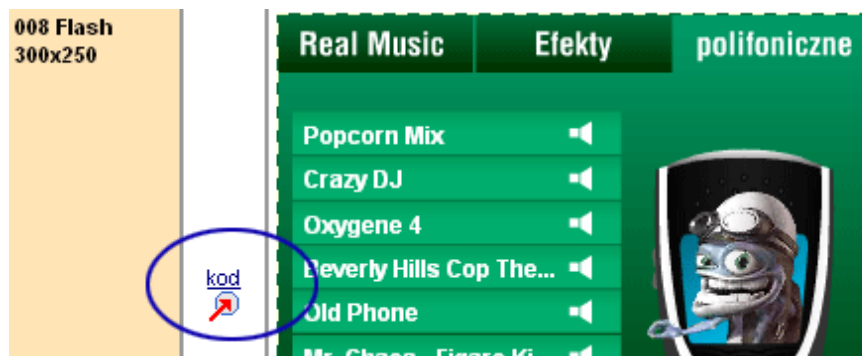 008 Flash
300x250
Real Music
Efekty
polifoniczne
Popcorn Mix
Crazy DJ
Oxygene 4
Beverly Hills Cop The...
Old Phone
kod